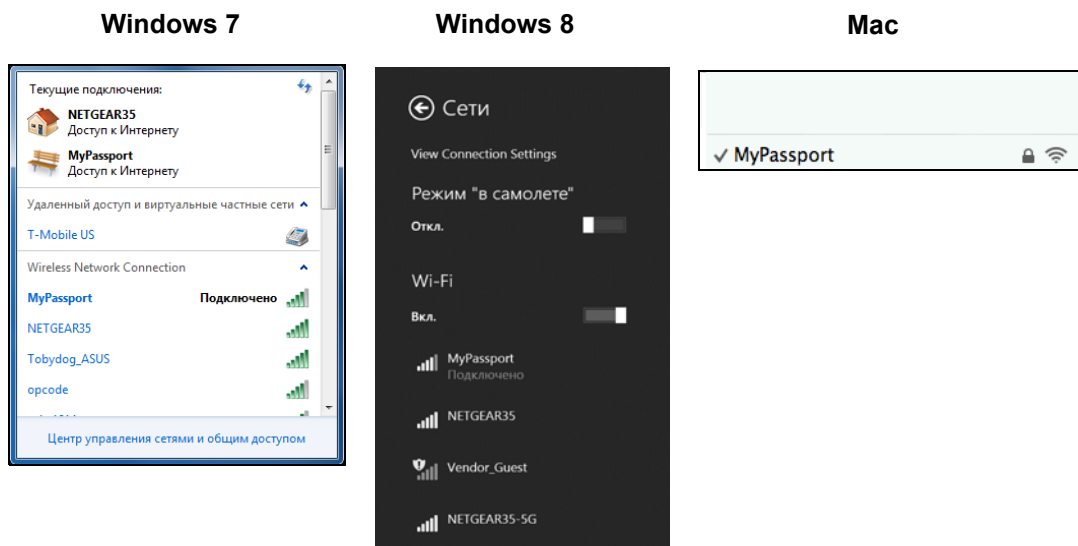 Windows 7
Windows 8
Mac
Текущие подключения:
NETGEAR35
Доступ к Интернету
MyPassport
Доступ к Интернету
Удаленный доступ и виртуальные частные сети
T-Mobile US
Wireless Network Connection
MyPassport Подключено
NETGEAR35
Tobydog_ASUS
opcode
Центр управления сетями и общим доступом
Сети
View Connection Settings
Режим "в самолете"
Откл.
Wi-Fi
Вкл.
MyPassport
Подключено
NETGEAR35
Vendor_Guest
NETGEAR35-5G
MyPassport